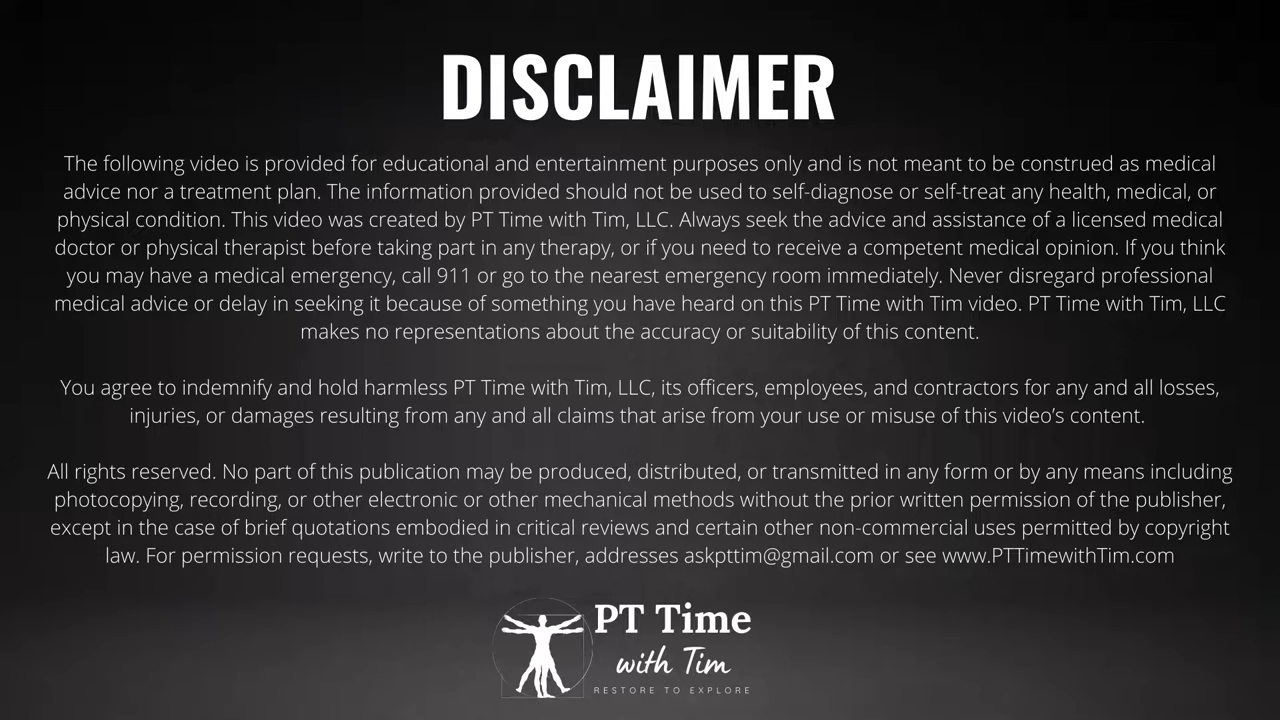 DISCLAIMER
The following video is provided for educational and entertainment purposes only and is not meant to be construed as medical
advice nor a treatment plan. The information provided should not be used to self-diagnose or self-treat any health, medical, or
physical condition. This video was created by PT Time with Tim, LLC. Always seek the advice and assistance of a licensed medical
doctor or physical therapist before taking part in any therapy, or if you need to receive a competent medical opinion. If you think
you may have a medical emergency, call 911 or go to the nearest emergency room immediately. Never disregard professional
medical advice or delay in seeking it because of something you have heard on this PT Time with Tim video. PT Time with Tim, LLC
makes no representations about the accuracy or suitability of this content.
You agree to indemnify and hold harmless PT Time with Tim, LLC, its officers, employees, and contractors for any and all losses,
injuries, or damages resulting from any and all claims that arise from your use or misuse of this video’s content.
All rights reserved. No part of this publication may be produced, distributed, or transmitted in any form or by any means including
photocopying, recording, or other electronic or other mechanical methods without the prior written permission of the publisher,
except in the case of brief quotations embodied in critical reviews and certain other non-commercial uses permitted by copyright
law. For permission requests, write to the publisher, addresses askpttim@gmail.com or see www.PTTimewithTim.com
PT Time
with Tim
RESTORE TO EXPLORE